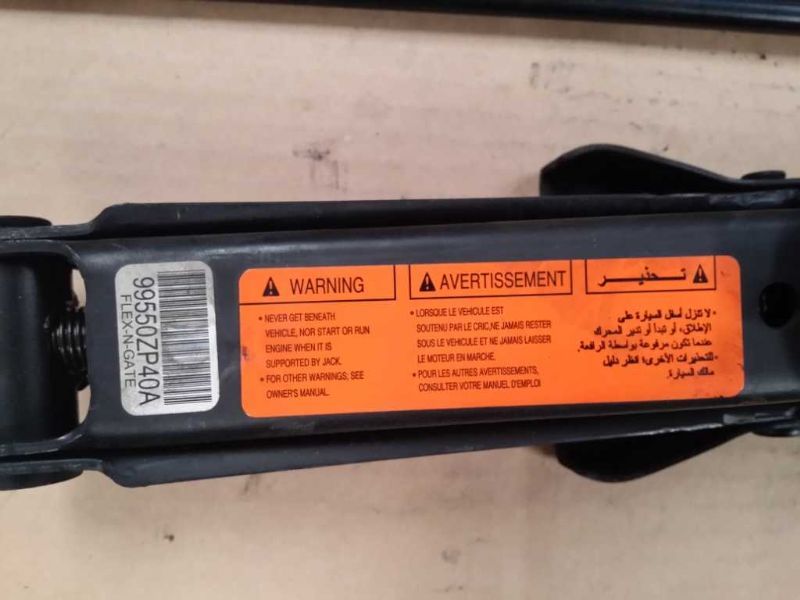 99550ZP40A
FLEX-N-GATE
⚠ WARNING
• NEVER GET BENEATH
VEHICLE, NOR START OR RUN
ENGINE WHEN IT IS
SUPPORTED BY JACK.
• FOR OTHER WARNINGS; SEE
OWNER'S MANUAL.
⚠ AVERTISSEMENT
• LORSQUE LE VEHICULE EST
SOUTENU PAR LE CRIC,NE JAMAIS RESTER
SOUS LE VEHICULE ET NE JAMAIS LAISSER
LE MOTEUR EN MARCHE.
• POUR LES AUTRES AVERTISSEMENTS,
CONSULTER VOTRE MANUEL D'EMPLOI
⚠ تحذير
• لا تنزل أسفل السيارة على
الإطلاق، أو تبدأ أو تدير المحرك
عندما تكون مرفوعة بواسطة الرافعة.
• للتحذيرات الأخرى؛ انظر دليل
مالك السيارة.